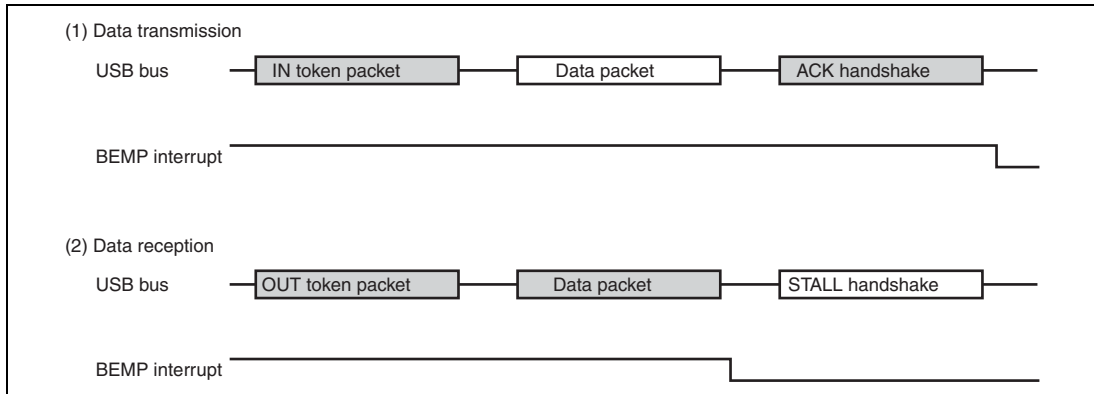 (1) Data transmission
USB bus IN token packet Data packet ACK handshake
BEMP interrupt
(2) Data reception
USB bus OUT token packet Data packet STALL handshake
BEMP interrupt